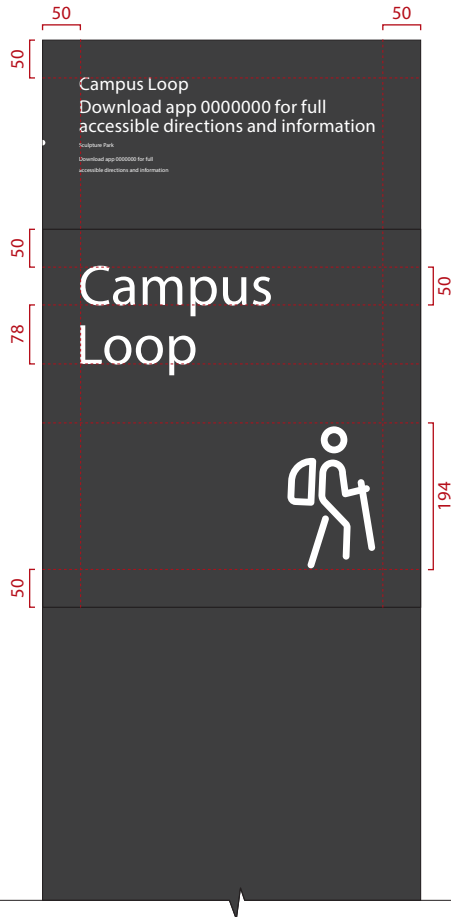 50 50
50
Campus Loop
Download app 0000000 for full
accessible directions and information
Sculpture Park
Download app 0000000 for full
accessible directions and information
50
Campus
50
78
Loop
194
50